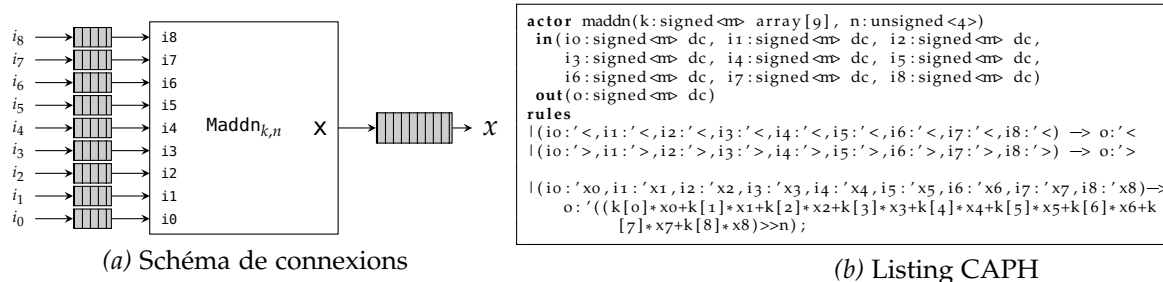 i8 i8
i7 i7
i6 i6
i5 i5
i4 i4
i3 i3
i2 i2
i1 i1
i0 i0
Maddn k,n
X
x
(a) Schéma de connexions
actor maddn(k:signed<m> array[9], n:unsigned<4>)
in(i0:signed<m> dc, i1:signed<m> dc, i2:signed<m> dc,
i3:signed<m> dc, i4:signed<m> dc, i5:signed<m> dc,
i6:signed<m> dc, i7:signed<m> dc, i8:signed<m> dc)
out(o:signed<m> dc)
rules
|(i0:'<,i1:'<,i2:'<,i3:'<,i4:'<,i5:'<,i6:'<,i7:'<,i8:'<) -> o:'<
|(i0:'>,i1:'>,i2:'>,i3:'>,i4:'>,i5:'>,i6:'>,i7:'>,i8:'>) -> o:'>
|(i0:'x0,i1:'x1,i2:'x2,i3:'x3,i4:'x4,i5:'x5,i6:'x6,i7:'x7,i8:'x8)->
o:'((k[0]*x0+k[1]*x1+k[2]*x2+k[3]*x3+k[4]*x4+k[5]*x5+k[6]*x6+k
[7]*x7+k[8]*x8)>>n);
(b) Listing CAPH